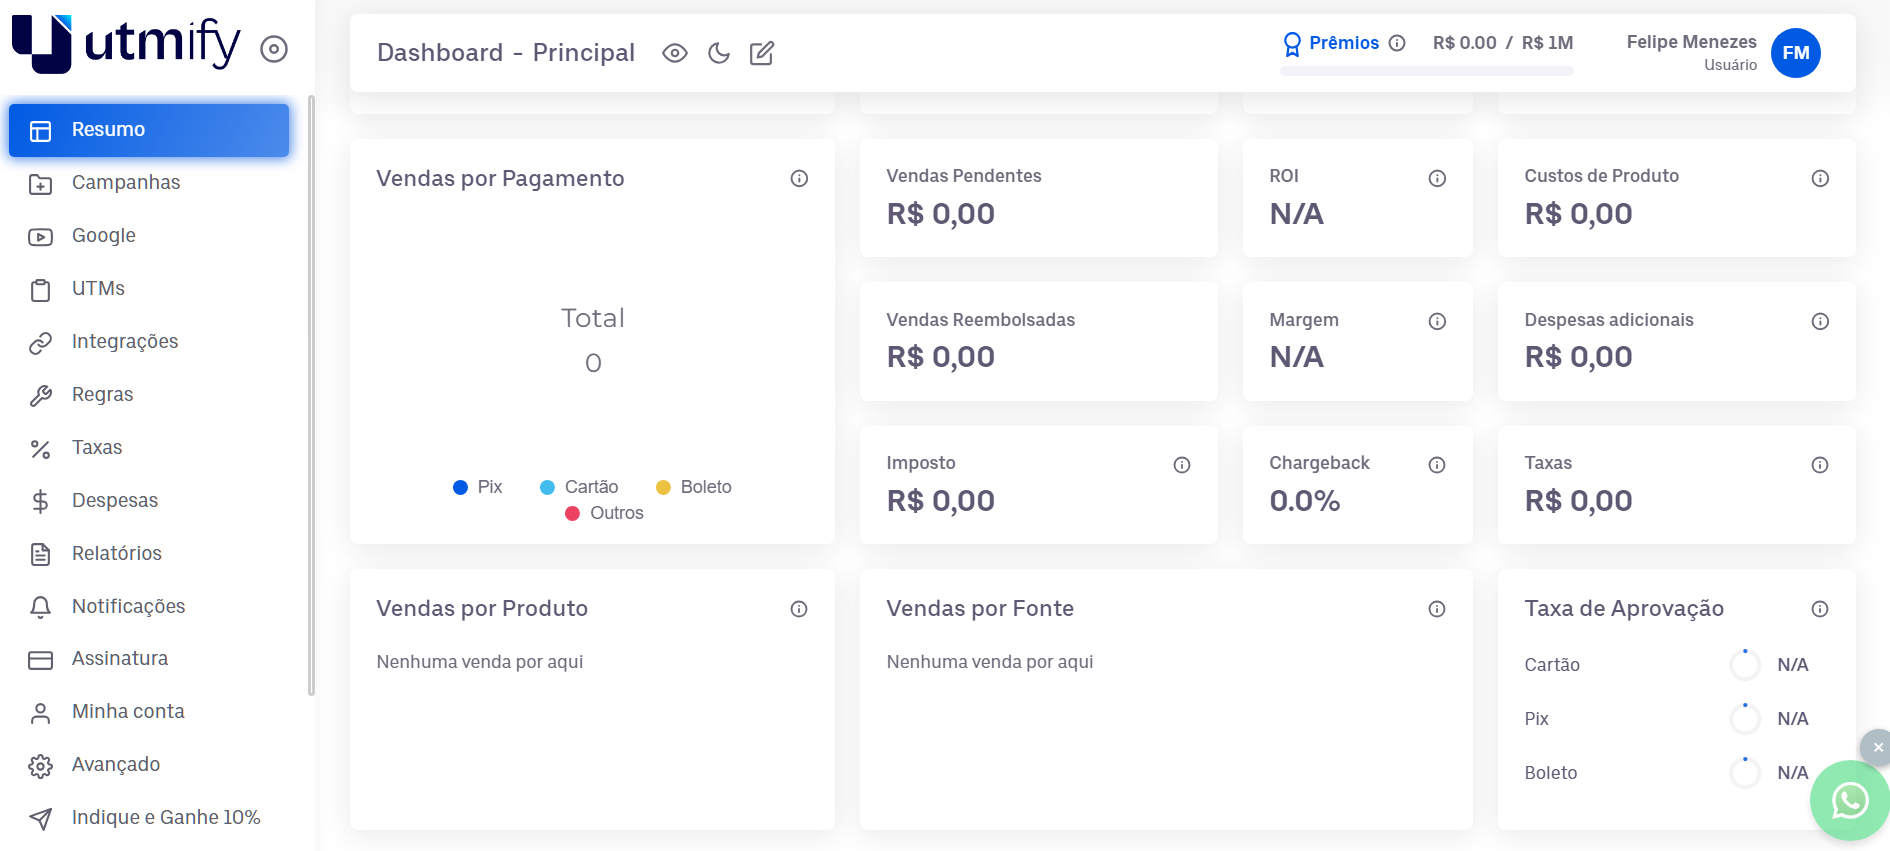 utmify
Resumo
Campanhas
Google
UTMs
Integrações
Regras
Taxas
Despesas
Relatórios
Notificações
Assinatura
Minha conta
Avançado
Indique e Ganhe 10%
Dashboard - Principal
Prêmios
R$ 0.00 / R$ 1M
Felipe Menezes
Usuário
FM
Vendas por Pagamento
Total
0
Pix
Cartão
Boleto
Outros
Vendas Pendentes
R$ 0,00
ROI
N/A
Custos de Produto
R$ 0,00
Vendas Reembolsadas
R$ 0,00
Margem
N/A
Despesas adicionais
R$ 0,00
Imposto
R$ 0,00
Chargeback
0.0%
Taxas
R$ 0,00
Vendas por Produto
Nenhuma venda por aqui
Vendas por Fonte
Nenhuma venda por aqui
Taxa de Aprovação
Cartão N/A
Pix N/A
Boleto N/A